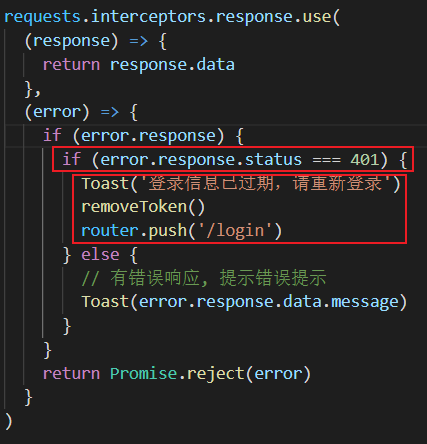 requests.interceptors.response.use(
  (response) => {
    return response.data
  },
  (error) => {
    if (error.response) {
      if (error.response.status === 401) {
        Toast('登录信息已过期，请重新登录')
        removeToken()
        router.push('/login')
      } else {
        // 有错误响应, 提示错误提示
        Toast(error.response.data.message)
      }
    }
    return Promise.reject(error)
  }
)